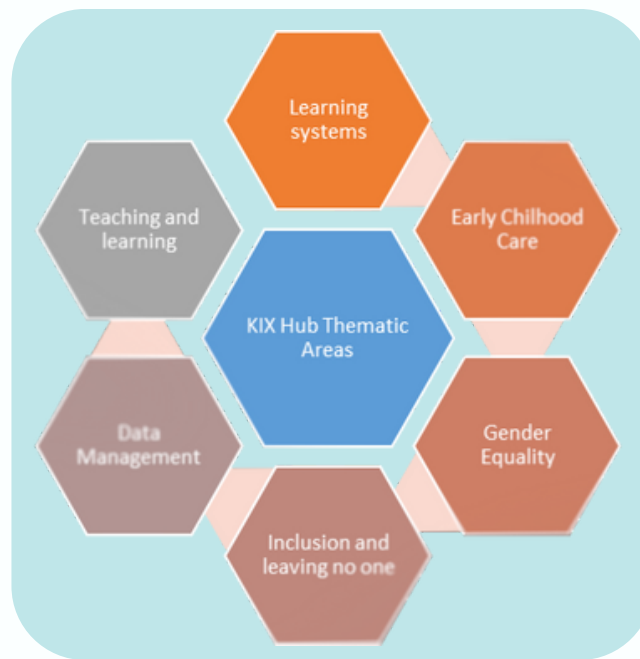 Learning
systems
Early Chilhood
Care
Gender
Equality
Inclusion and
leaving no one
Data
Management
Teaching and
learning
KIX Hub Thematic
Areas